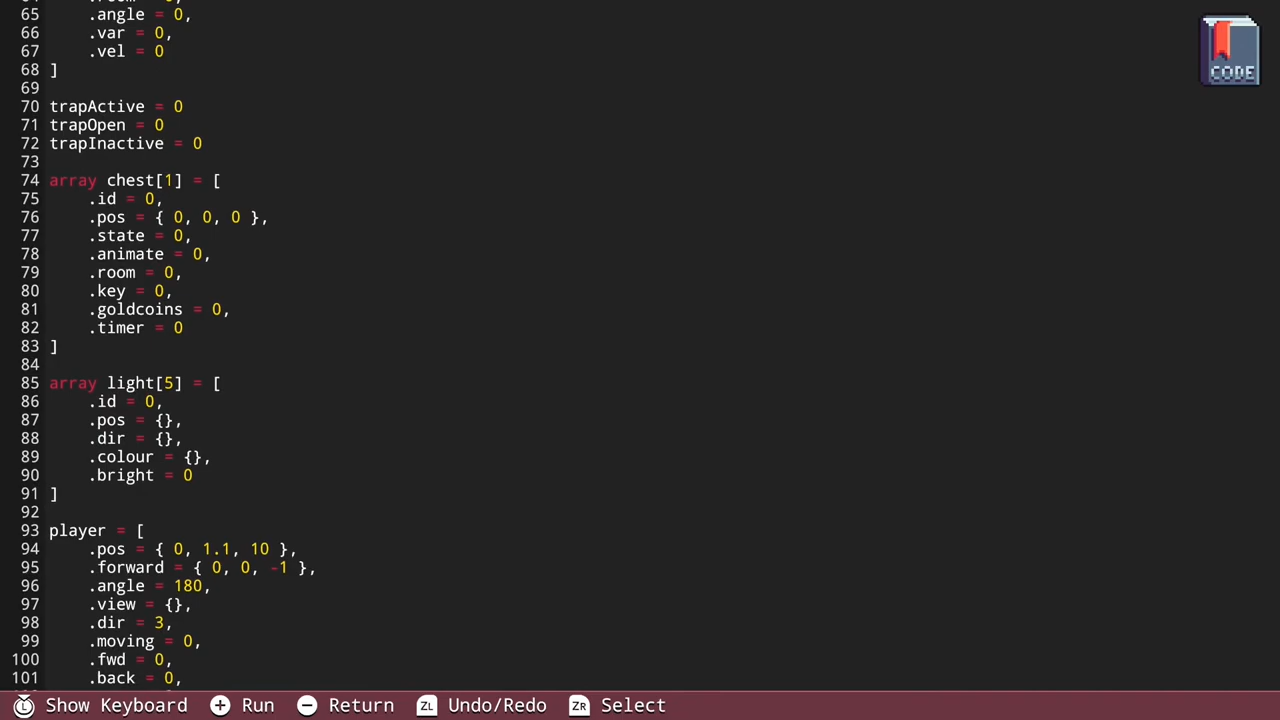 65     .angle = 0,
66     .var = 0,
67     .vel = 0
68 ]
69
70 trapActive = 0
71 trapOpen = 0
72 trapInactive = 0
73
74 array chest[1] = [
75     .id = 0,
76     .pos = { 0, 0, 0 },
77     .state = 0,
78     .animate = 0,
79     .room = 0,
80     .key = 0,
81     .goldcoins = 0,
82     .timer = 0
83 ]
84
85 array light[5] = [
86     .id = 0,
87     .pos = {},
88     .dir = {},
89     .colour = {},
90     .bright = 0
91 ]
92
93 player = [
94     .pos = { 0, 1.1, 10 },
95     .forward = { 0, 0, -1 },
96     .angle = 180,
97     .view = {},
98     .dir = 3,
99     .moving = 0,
100     .fwd = 0,
101     .back = 0,
CODE
L Show Keyboard + Run - Return ZL Undo/Redo ZR Select